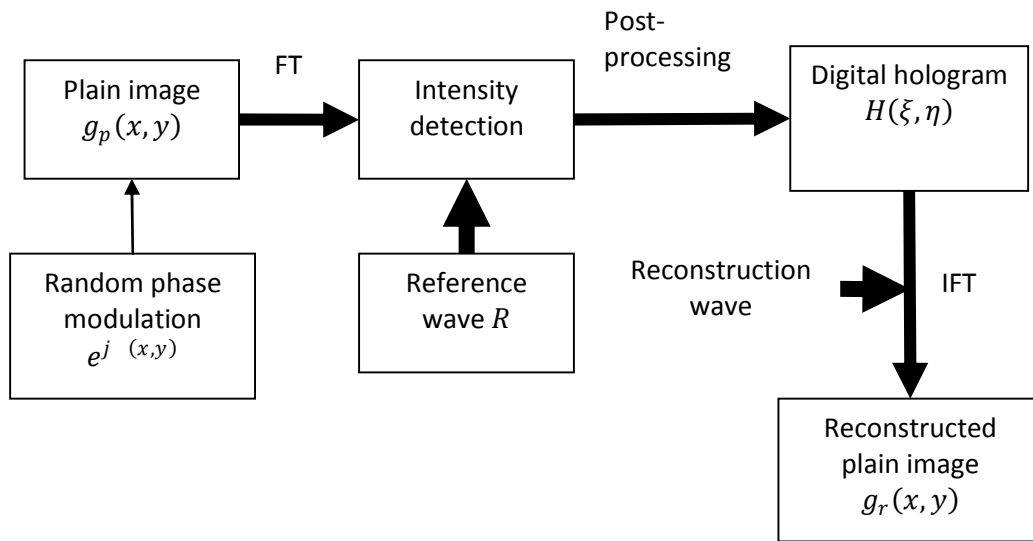 Plain image
g_p(x, y)
FT
Intensity
detection
Post-
processing
Digital hologram
H(ξ, η)
Random phase
modulation
e^{j (x,y)}
Reference
wave R
Reconstruction
wave
IFT
Reconstructed
plain image
g_r(x, y)